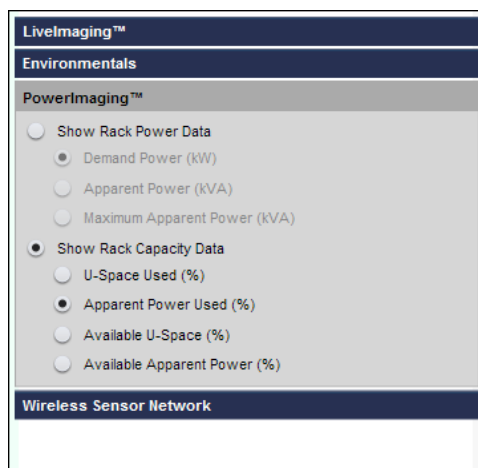 LiveImaging™
Environmentals
PowerImaging™
Show Rack Power Data
Demand Power (kW)
Apparent Power (kVA)
Maximum Apparent Power (kVA)
Show Rack Capacity Data
U-Space Used (%)
Apparent Power Used (%)
Available U-Space (%)
Available Apparent Power (%)
Wireless Sensor Network